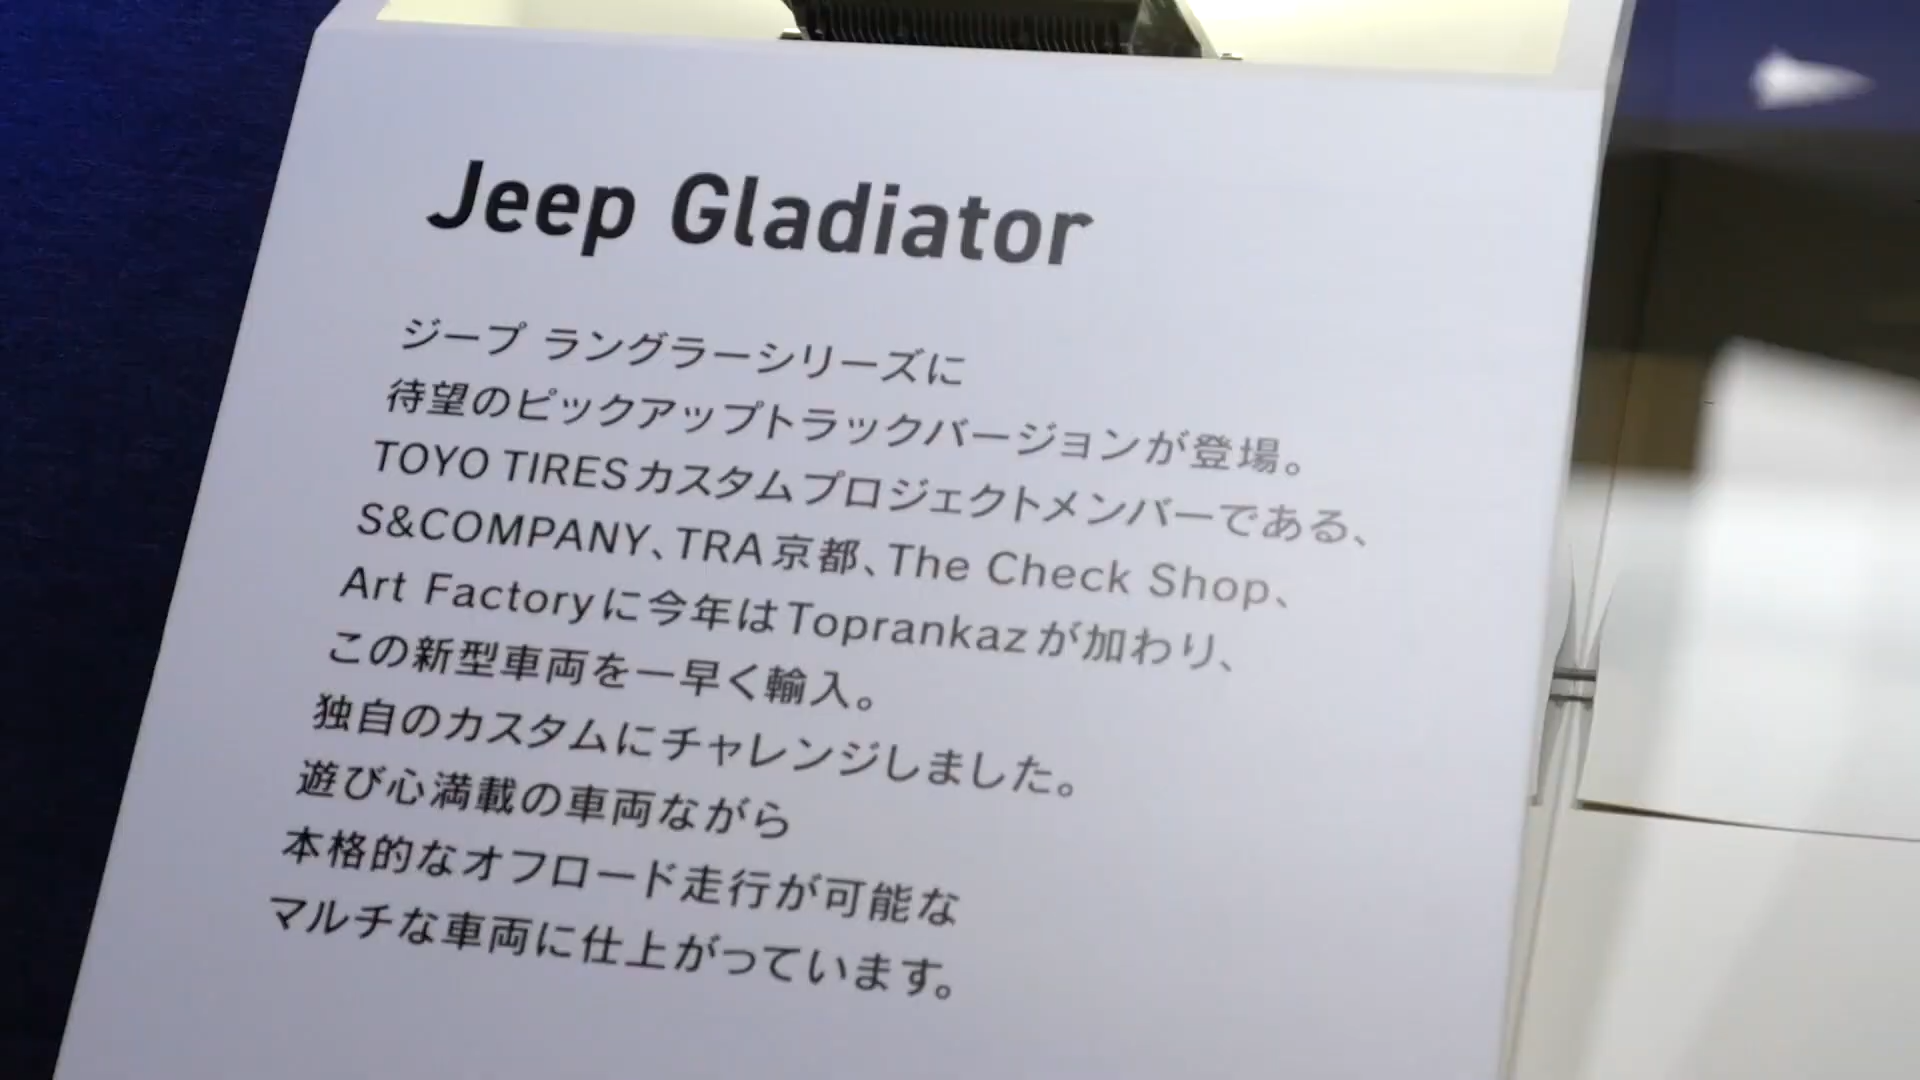 Jeep Gladiator
ジープ ラングラーシリーズに
待望のピックアップトラックバージョンが登場。
TOYO TIRESカスタムプロジェクトメンバーである、
S&COMPANY、TRA京都、The Check Shop、
Art Factoryに今年はToprankazが加わり、
この新型車両を一早く輸入。
独自のカスタムにチャレンジしました。
遊び心満載の車両ながら
本格的なオフロード走行が可能な
マルチな車両に仕上がっています。